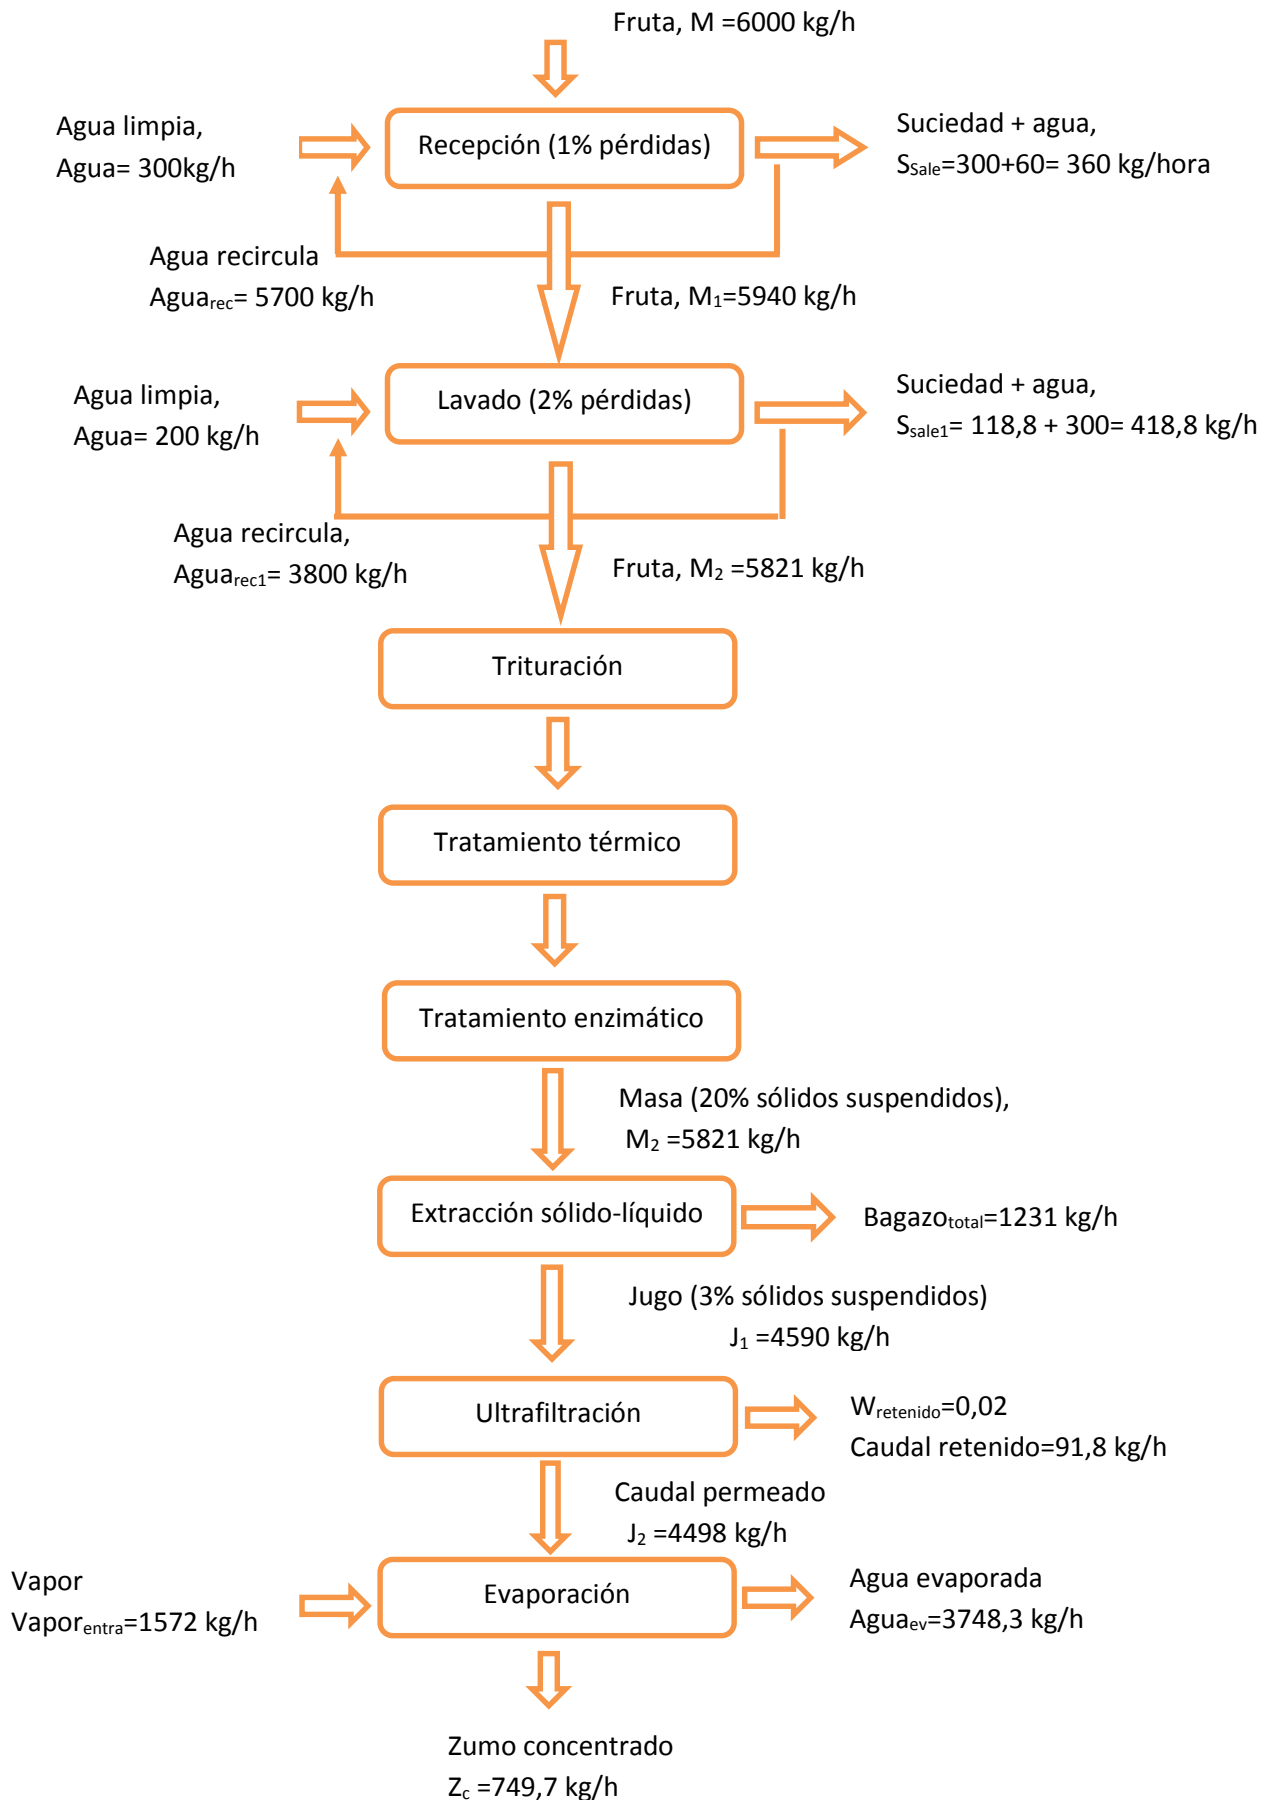 Fruta, M =6000 kg/h
Agua limpia,
Agua= 300kg/h
Recepción (1% pérdidas)
Suciedad + agua,
Ssale=300+60= 360 kg/hora
Agua recircula
Aguarec= 5700 kg/h
Fruta, M1=5940 kg/h
Agua limpia,
Agua= 200 kg/h
Lavado (2% pérdidas)
Suciedad + agua,
Ssale1= 118,8 + 300= 418,8 kg/h
Agua recircula,
Aguarec1= 3800 kg/h
Fruta, M2 =5821 kg/h
Trituración
Tratamiento térmico
Tratamiento enzimático
Masa (20% sólidos suspendidos),
M2 =5821 kg/h
Extracción sólido-líquido
Bagazototal=1231 kg/h
Jugo (3% sólidos suspendidos)
J1 =4590 kg/h
Ultrafiltración
Wretenido=0,02
Caudal retenido=91,8 kg/h
Caudal permeado
J2 =4498 kg/h
Vapor
Vaporentra=1572 kg/h
Evaporación
Agua evaporada
Aguaev=3748,3 kg/h
Zumo concentrado
Zc =749,7 kg/h